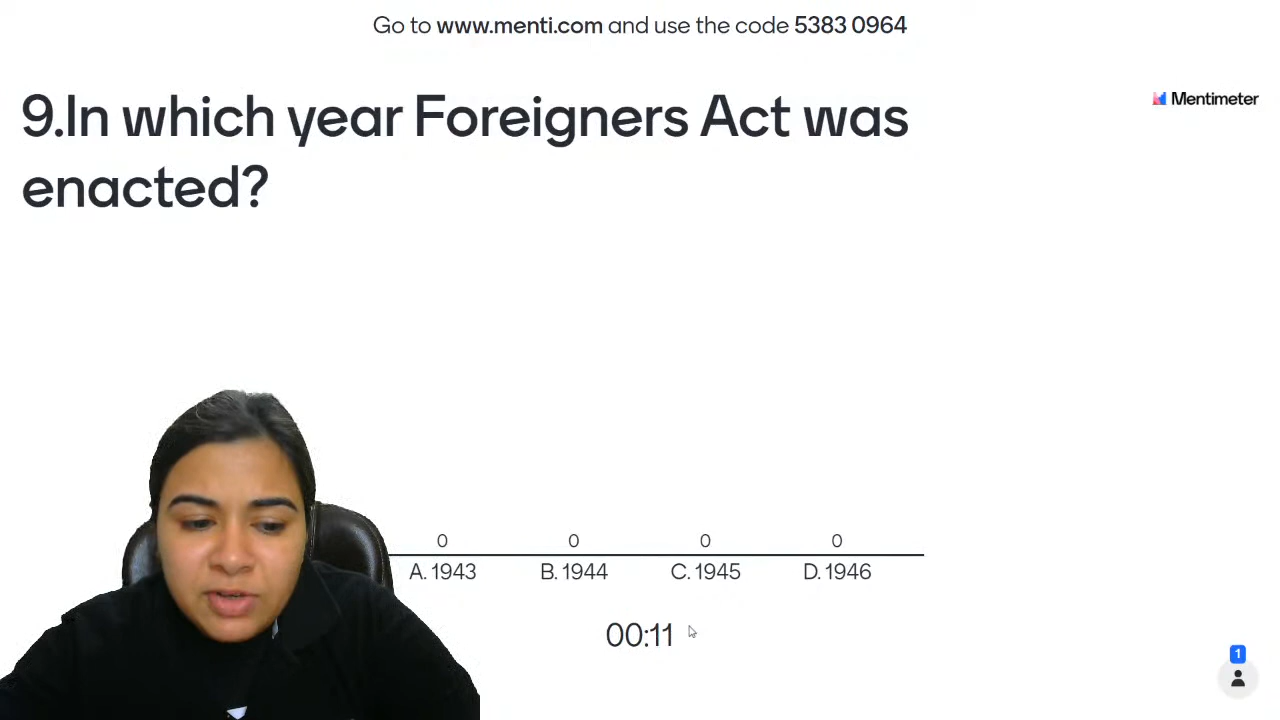 Go to www.menti.com and use the code 5383 0964
Mentimeter
9.In which year Foreigners Act was
enacted?
0 0 0 0
A. 1943 B. 1944 C. 1945 D. 1946
00:11
1